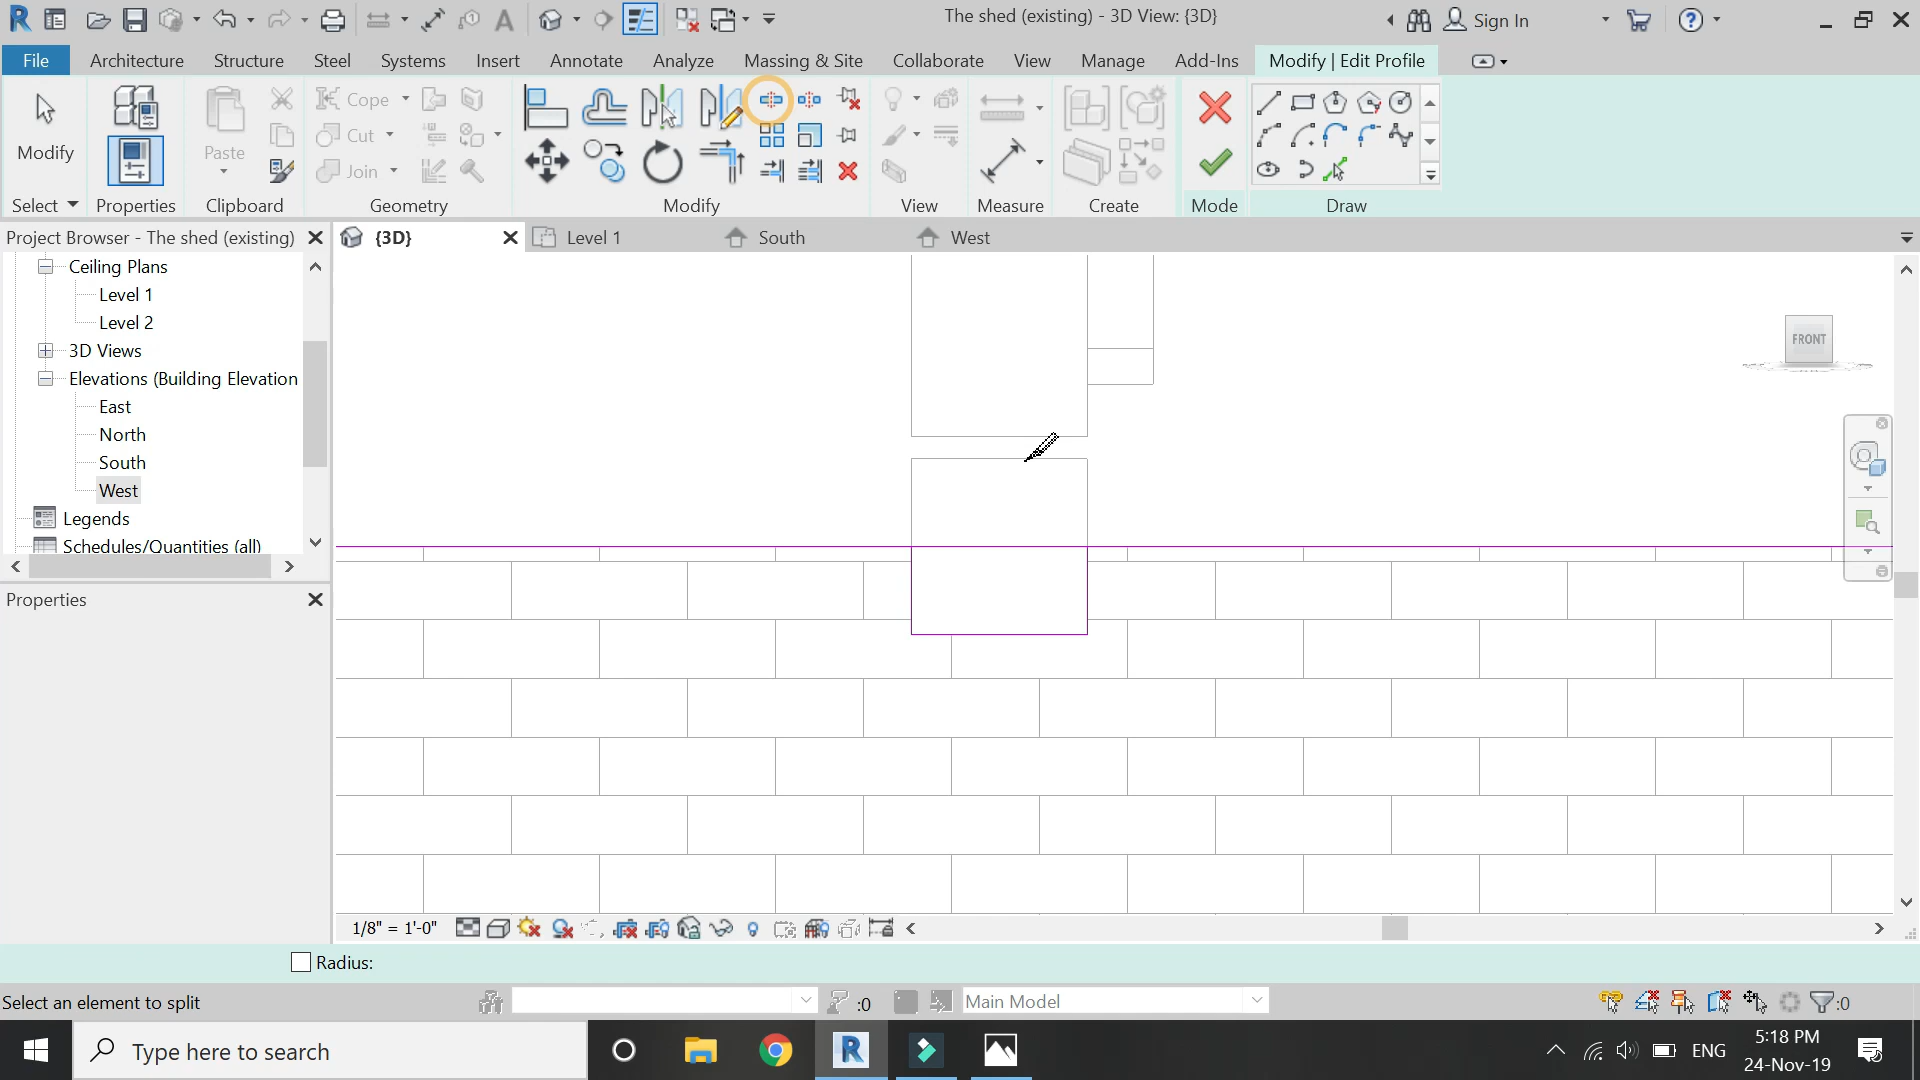 The shed (existing) - 3D View: {3D}
Sign In
File
Architecture
Structure
Steel
Systems
Insert
Annotate
Analyze
Massing & Site
Collaborate
View
Manage
Add-Ins
Modify | Edit Profile
Modify
Paste
Cope
Cut
Join
Select
Properties
Clipboard
Geometry
Modify
View
Measure
Create
Mode
Draw
Project Browser - The shed (existing)
{3D}
Level 1
South
West
Ceiling Plans
Level 1
Level 2
3D Views
Elevations (Building Elevation
East
North
South
West
Legends
Schedules/Quantities (all)
Properties
FRONT
1/8" = 1'-0"
Radius:
Select an element to split
:0
Main Model
:0
Type here to search
ENG
5:18 PM
24-Nov-19